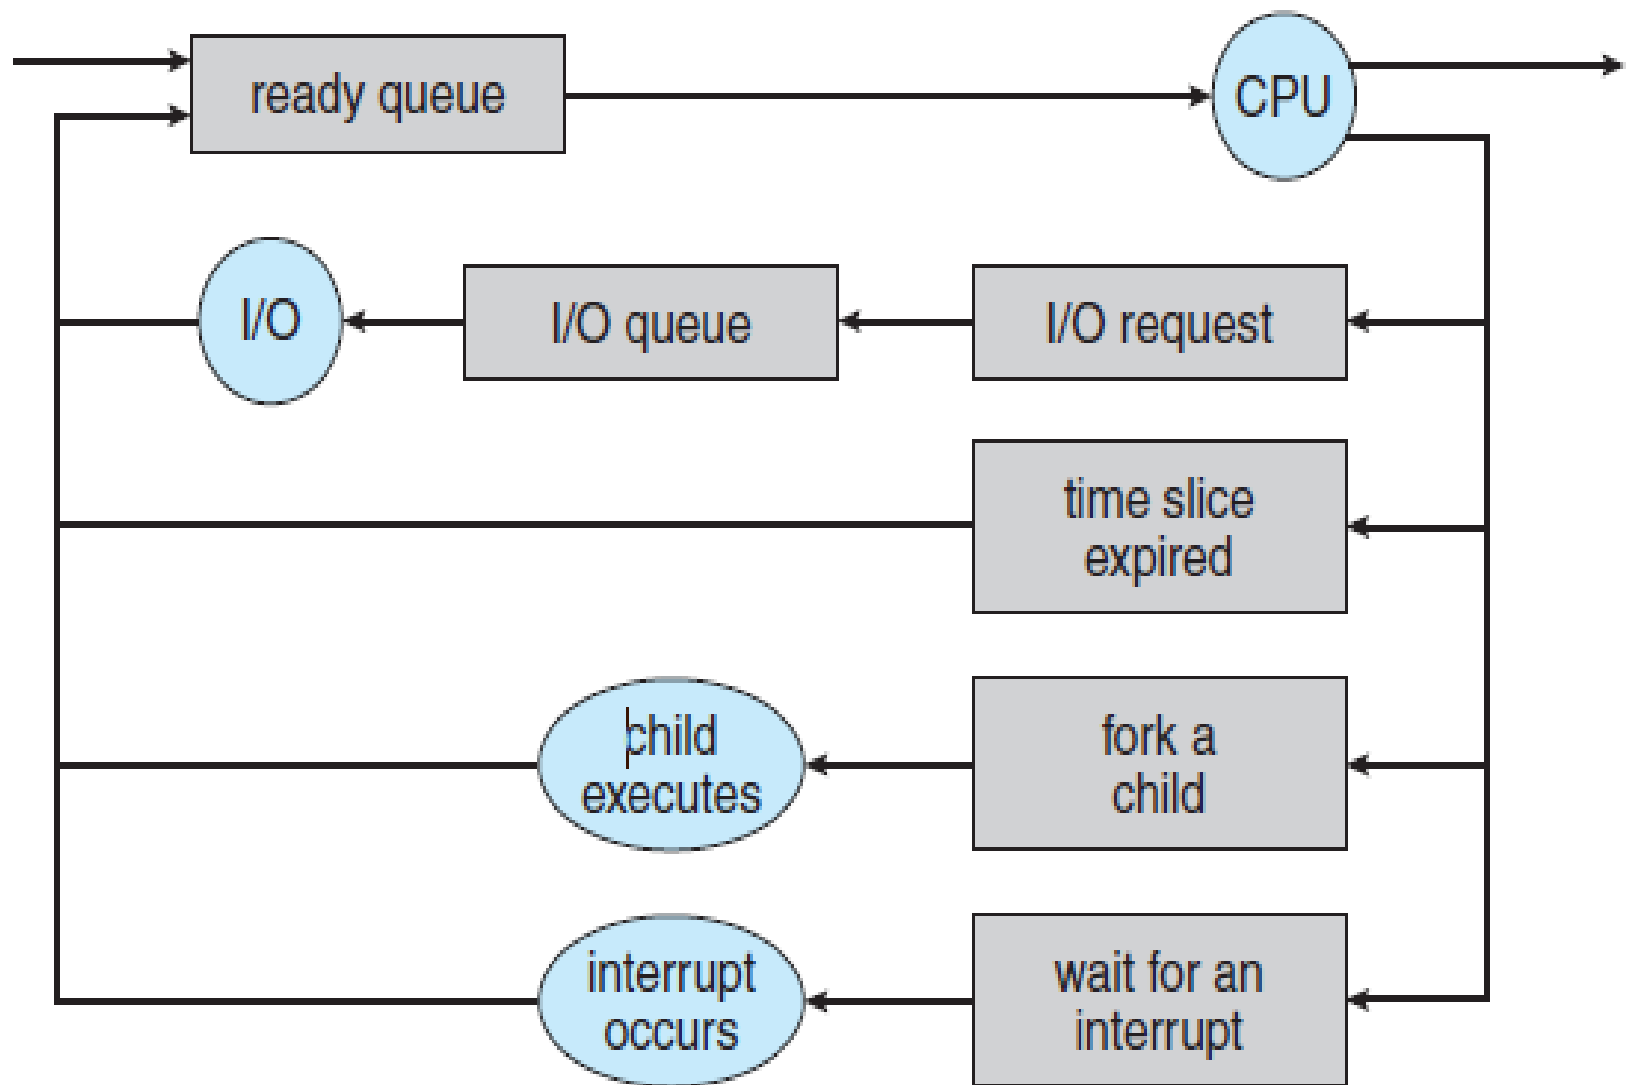 ready queue
CPU
I/O
I/O queue
I/O request
time slice
expired
child
executes
fork a
child
interrupt
occurs
wait for an
interrupt